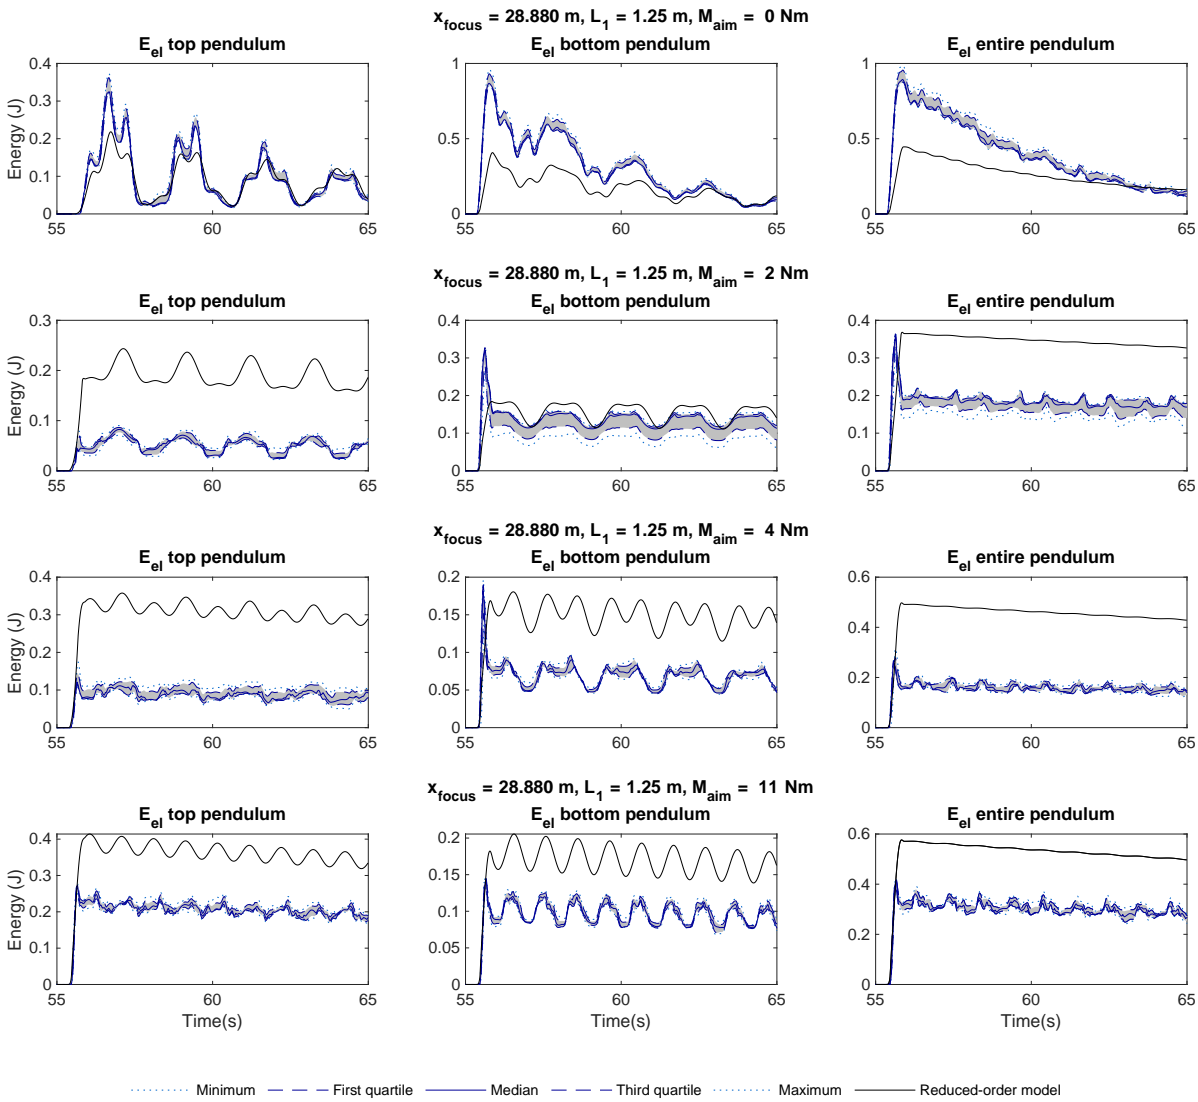 x_focus = 28.880 m, L_1 = 1.25 m, M_aim = 0 Nm
E_el top pendulum
E_el bottom pendulum
E_el entire pendulum
Energy (J)
0.4
0.3
0.2
0.1
0
55 60 65
1
0.5
0
55 60 65
1
0.5
0
55 60 65
x_focus = 28.880 m, L_1 = 1.25 m, M_aim = 2 Nm
E_el top pendulum
E_el bottom pendulum
E_el entire pendulum
Energy (J)
0.3
0.2
0.1
0
55 60 65
0.4
0.3
0.2
0.1
0
55 60 65
0.4
0.3
0.2
0.1
0
55 60 65
x_focus = 28.880 m, L_1 = 1.25 m, M_aim = 4 Nm
E_el top pendulum
E_el bottom pendulum
E_el entire pendulum
Energy (J)
0.4
0.3
0.2
0.1
0
55 60 65
0.2
0.15
0.1
0.05
0
55 60 65
0.6
0.4
0.2
0
55 60 65
x_focus = 28.880 m, L_1 = 1.25 m, M_aim = 11 Nm
E_el top pendulum
E_el bottom pendulum
E_el entire pendulum
Energy (J)
0.4
0.3
0.2
0.1
0
55 60 65
Time(s)
0.2
0.15
0.1
0.05
0
55 60 65
Time(s)
0.6
0.4
0.2
0
55 60 65
Time(s)
Minimum First quartile Median Third quartile Maximum Reduced-order model